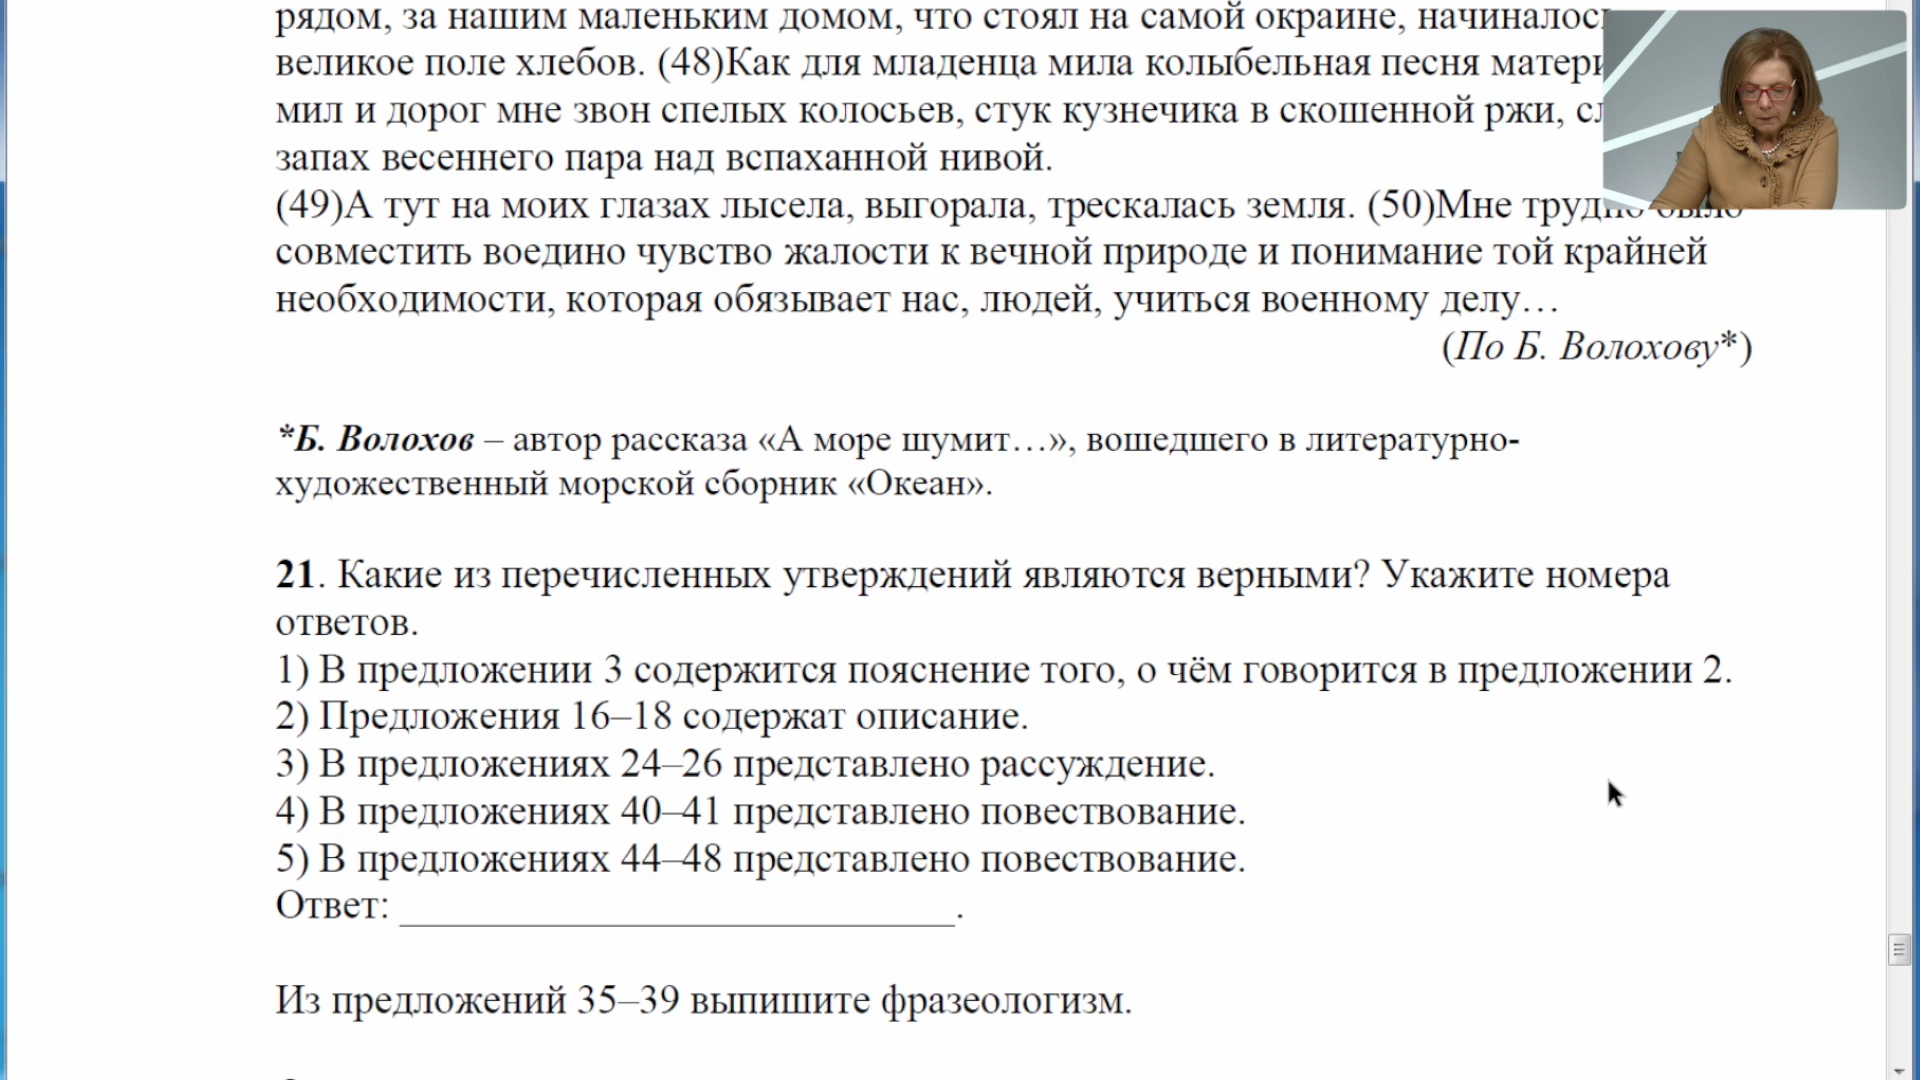 рядом, за нашим маленьким домом, что стоял на самой окраине, начиналось
великое поле хлебов. (48)Как для младенца мила колыбельная песня матери
мил и дорог мне звон спелых колосьев, стук кузнечика в скошенной ржи,
запах весеннего пара над вспаханной нивой.
(49)А тут на моих глазах лысела, выгорала, трескалась земля. (50)Мне трудно было
совместить воедино чувство жалости к вечной природе и понимание той крайней
необходимости, которая обязывает нас, людей, учиться военному делу…
(По Б. Волохову*)
*Б. Волохов – автор рассказа «А море шумит…», вошедшего в литературно-
художественный морской сборник «Океан».
21. Какие из перечисленных утверждений являются верными? Укажите номера
ответов.
1) В предложении 3 содержится пояснение того, о чём говорится в предложении 2.
2) Предложения 16–18 содержат описание.
3) В предложениях 24–26 представлено рассуждение.
4) В предложениях 40–41 представлено повествование.
5) В предложениях 44–48 представлено повествование.
Ответ: ____________________________.
Из предложений 35–39 выпишите фразеологизм.